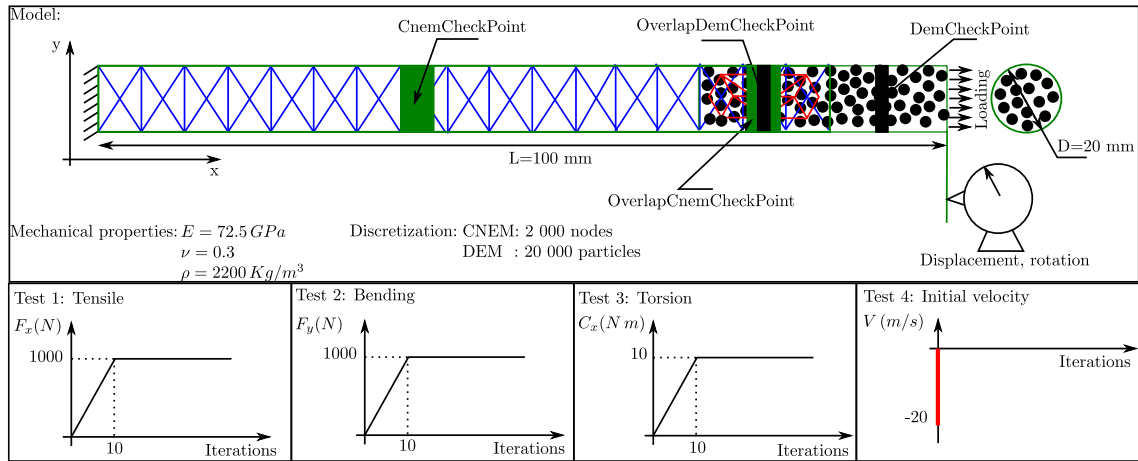 Model:
CnemCheckPoint
OverlapDemCheckPoint
DemCheckPoint
y
Loading
L=100 mm
x
D=20 mm
OverlapCnemCheckPoint
Mechanical properties: E = 72.5 GPa
ν = 0.3
ρ = 2200 Kg/m³
Discretization: CNEM: 2 000 nodes
DEM : 20 000 particles
Displacement, rotation
Test 1: Tensile
Fₓ(N)
1000
10
Iterations
Test 2: Bending
F_y(N)
1000
10
Iterations
Test 3: Torsion
Cₓ(N m)
10
10
Iterations
Test 4: Initial velocity
V (m/s)
Iterations
-20